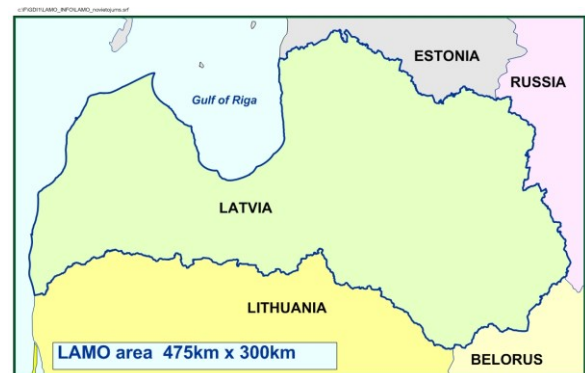 ESTONIA
RUSSIA
Gulf of Riga
LATVIA
LITHUANIA
LAMO area 475km x 300km
BELORUS